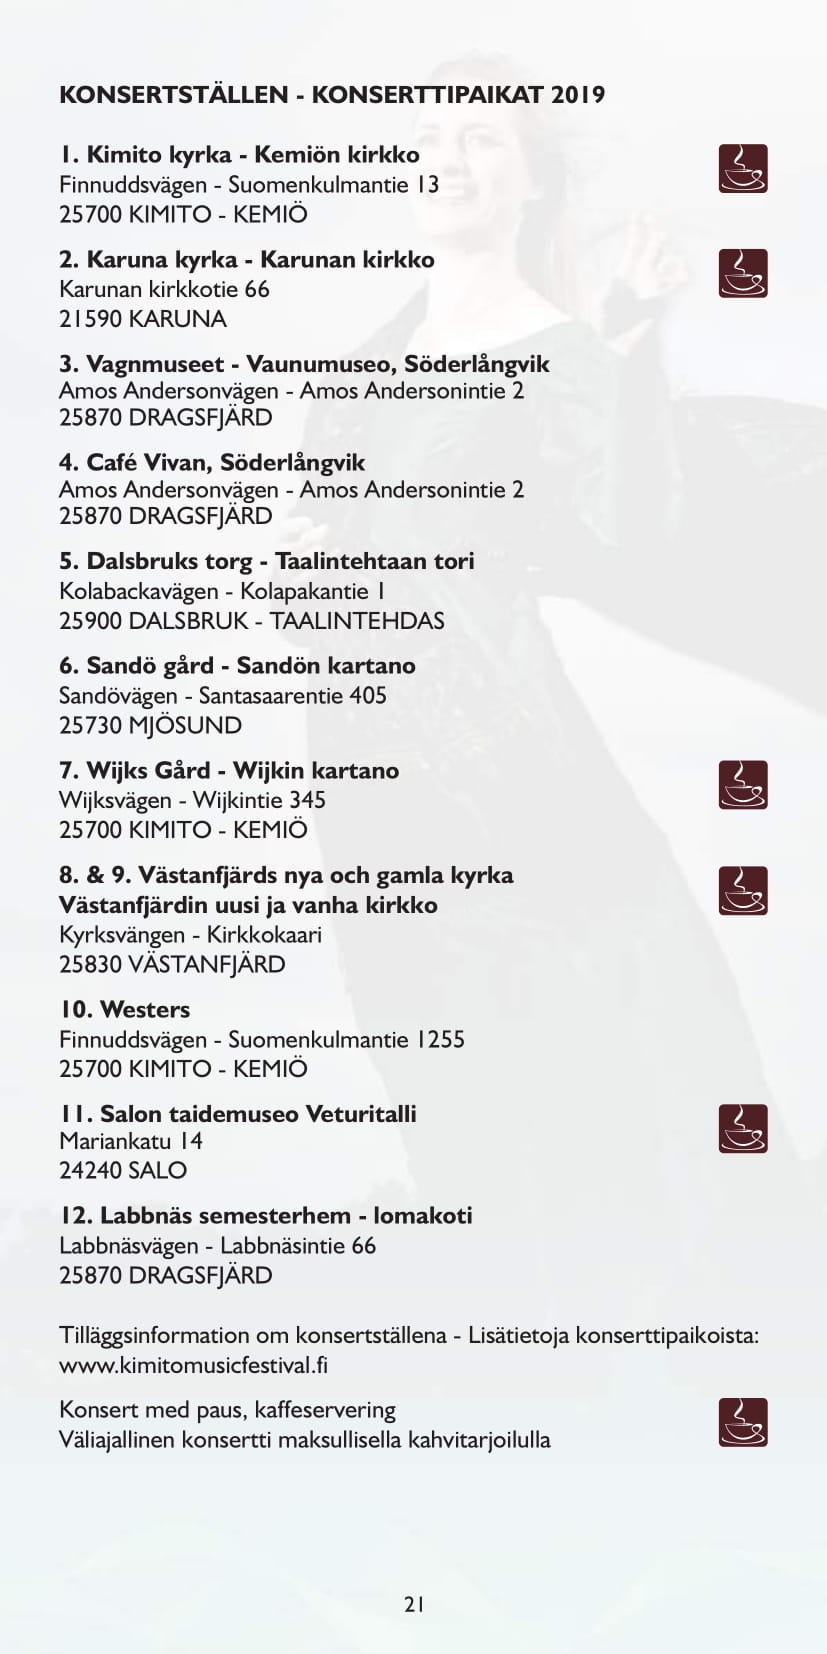 KONSERTSTÄLLEN - KONSERTTIPAIKAT 2019
1. Kimito kyrka - Kemiön kirkko
Finnuddsvägen - Suomenkulmantie 13
25700 KIMITO - KEMIÖ
2. Karuna kyrka - Karunan kirkko
Karunan kirkkotie 66
21590 KARUNA
3. Vagnmuseet - Vaunumuseo, Söderlångvik
Amos Andersonvägen - Amos Andersonintie 2
25870 DRAGSFJÄRD
4. Café Vivan, Söderlångvik
Amos Andersonvägen - Amos Andersonintie 2
25870 DRAGSFJÄRD
5. Dalsbruks torg - Taalintehtaan tori
Kolabackavägen - Kolapakantie 1
25900 DALSBRUK - TAALINTEHDAS
6. Sandö gård - Sandön kartano
Sandövägen - Santasaarentie 405
25730 MJÖSUND
7. Wijks Gård - Wijkin kartano
Wijksvägen - Wijkintie 345
25700 KIMITO - KEMIÖ
8. & 9. Västanfjärds nya och gamla kyrka
Västanfjärdin uusi ja vanha kirkko
Kyrksvängen - Kirkkokaari
25830 VÄSTANFJÄRD
10. Westers
Finnuddsvägen - Suomenkulmantie 1255
25700 KIMITO - KEMIÖ
11. Salon taidemuseo Veturitalli
Mariankatu 14
24240 SALO
12. Labbnäs semesterhem - lomakoti
Labbnäsvägen - Labbnäsintie 66
25870 DRAGSFJÄRD
Tilläggsinformation om konsertställena - Lisätietoja konserttipaikoista:
www.kimitomusicfestival.fi
Konsert med paus, kaffeservering
Väliajallinen konsertti maksullisella kahvitarjoilulla
21